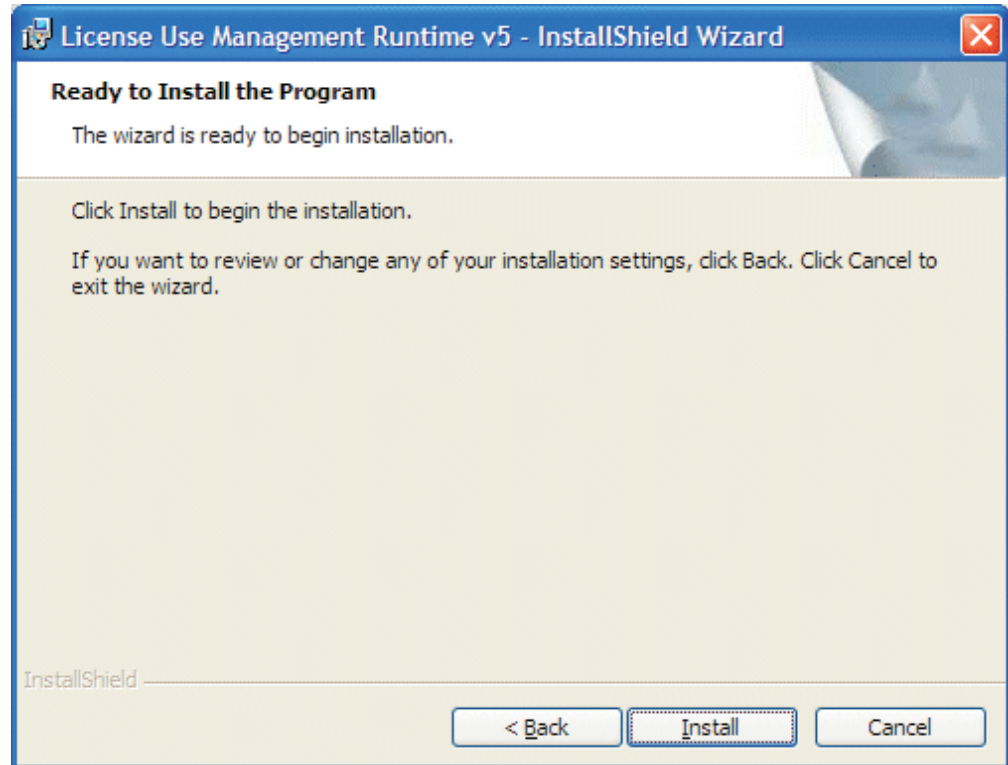 License Use Management Runtime v5 - InstallShield Wizard
Ready to Install the Program
The wizard is ready to begin installation.
Click Install to begin the installation.
If you want to review or change any of your installation settings, click Back. Click Cancel to
exit the wizard.
InstallShield
< Back
Install
Cancel